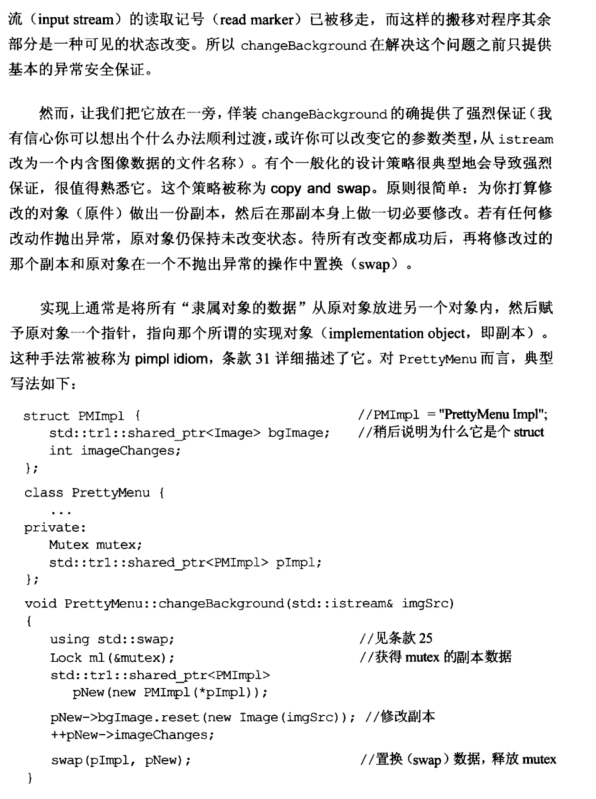 流（input stream）的读取记号（read marker）已被移走，而这样的搬移对程序其余
部分是一种可见的状态改变。所以 changeBackground 在解决这个问题之前只提供
基本的异常安全保证。
然而，让我们把它放在一旁，佯装 changeBackground 的确提供了强烈保证（我
有信心你可以想出个什么办法顺利过渡，或许你可以改变它的参数类型，从 istream
改为一个内含图像数据的文件名称）。有个一般化的设计策略很典型地会导致强烈
保证，很值得熟悉它。这个策略被称为 copy and swap。原则很简单：为你打算修
改的对象（原件）做出一份副本，然后在那副本身上做一切必要修改。若有任何修
改动作抛出异常，原对象仍保持未改变状态。待所有改变都成功后，再将修改过的
那个副本和原对象在一个不抛出异常的操作中置换（swap）。
实现上通常是将所有“隶属对象的数据”从原对象放进另一个对象内，然后赋
予原对象一个指针，指向那个所谓的实现对象（implementation object，即副本）。
这种手法常被称为 pimpl idiom，条款 31 详细描述了它。对 PrettyMenu 而言，典型
写法如下：
struct PMImpl { //PMImpl = "PrettyMenu Impl";
std::tr1::shared_ptr<Image> bgImage; //稍后说明为什么它是个 struct
int imageChanges;
};
class PrettyMenu {
...
private:
Mutex mutex;
std::tr1::shared_ptr<PMImpl> pImpl;
};
void PrettyMenu::changeBackground(std::istream& imgSrc)
{
using std::swap; //见条款 25
Lock ml(&mutex); //获得 mutex 的副本数据
std::tr1::shared_ptr<PMImpl>
pNew(new PMImpl(*pImpl));
pNew->bgImage.reset(new Image(imgSrc)); //修改副本
++pNew->imageChanges;
swap(pImpl, pNew); //置换（swap）数据，释放 mutex
}